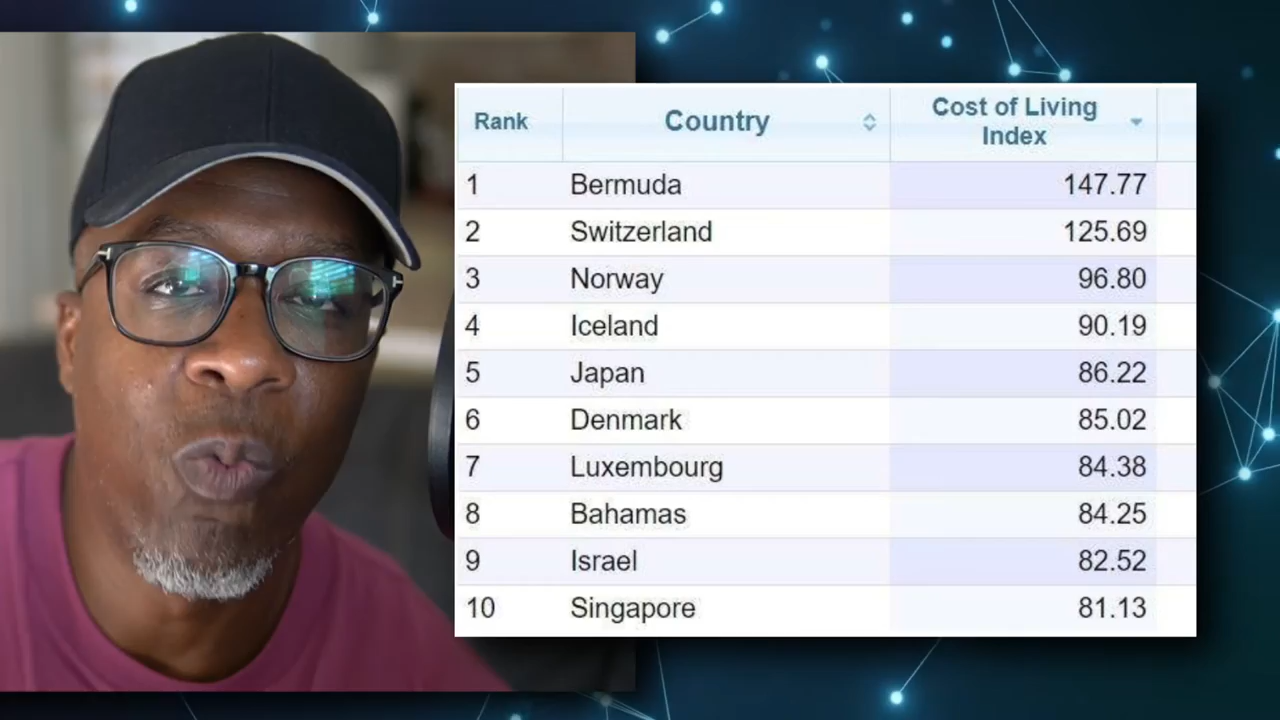 Rank Country Cost of Living Index
1 Bermuda 147.77
2 Switzerland 125.69
3 Norway 96.80
4 Iceland 90.19
5 Japan 86.22
6 Denmark 85.02
7 Luxembourg 84.38
8 Bahamas 84.25
9 Israel 82.52
10 Singapore 81.13